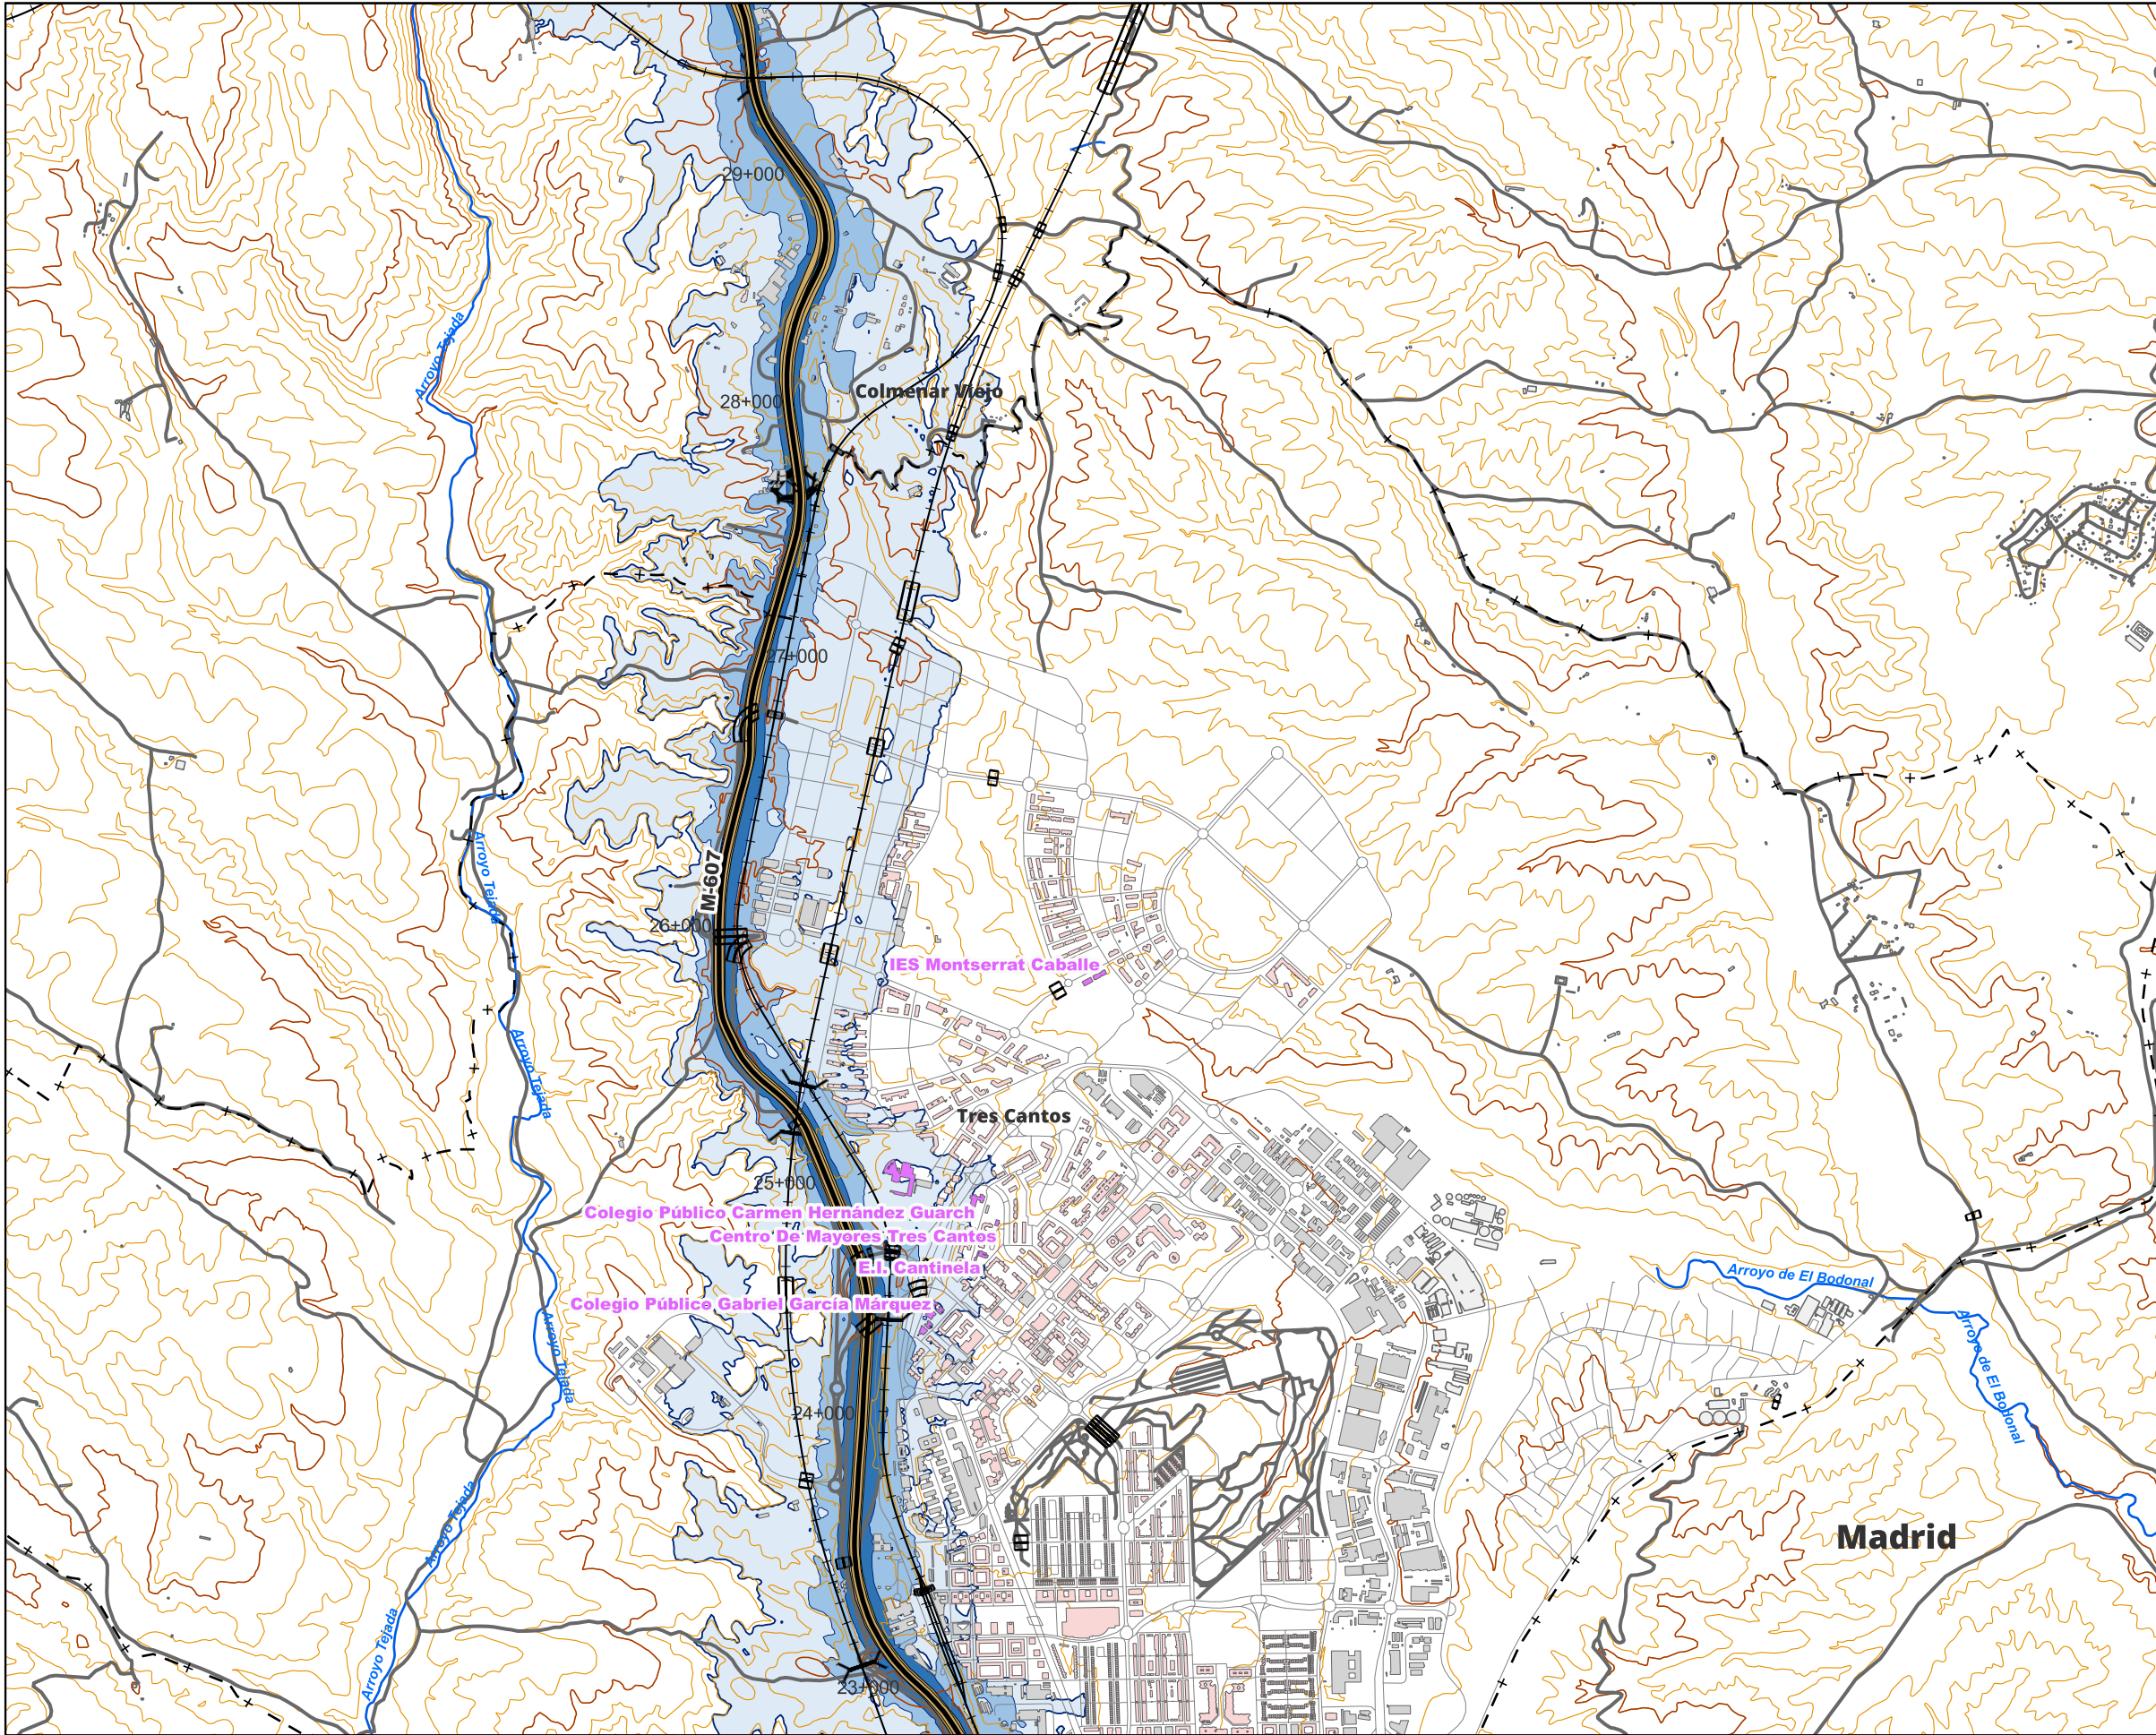 29+000
Arroyo Tejada
Colmenar Viejo
28+000
27+000
M-607
Arroyo Tejada
26+000
IES Montserrat Caballe
Arroyo Tejada
Tres Cantos
25+000
Colegio Público Carmen Hernández Guarch
Centro De Mayores Tres Cantos
E.I. Cantinela
Arroyo de El Bodonal
Colegio Público Gabriel García Márquez
Arroyo Tejada
Arroyo de El Bodonal
24+000
Arroyo Tejada
Madrid
Arroyo Tejada
23+000